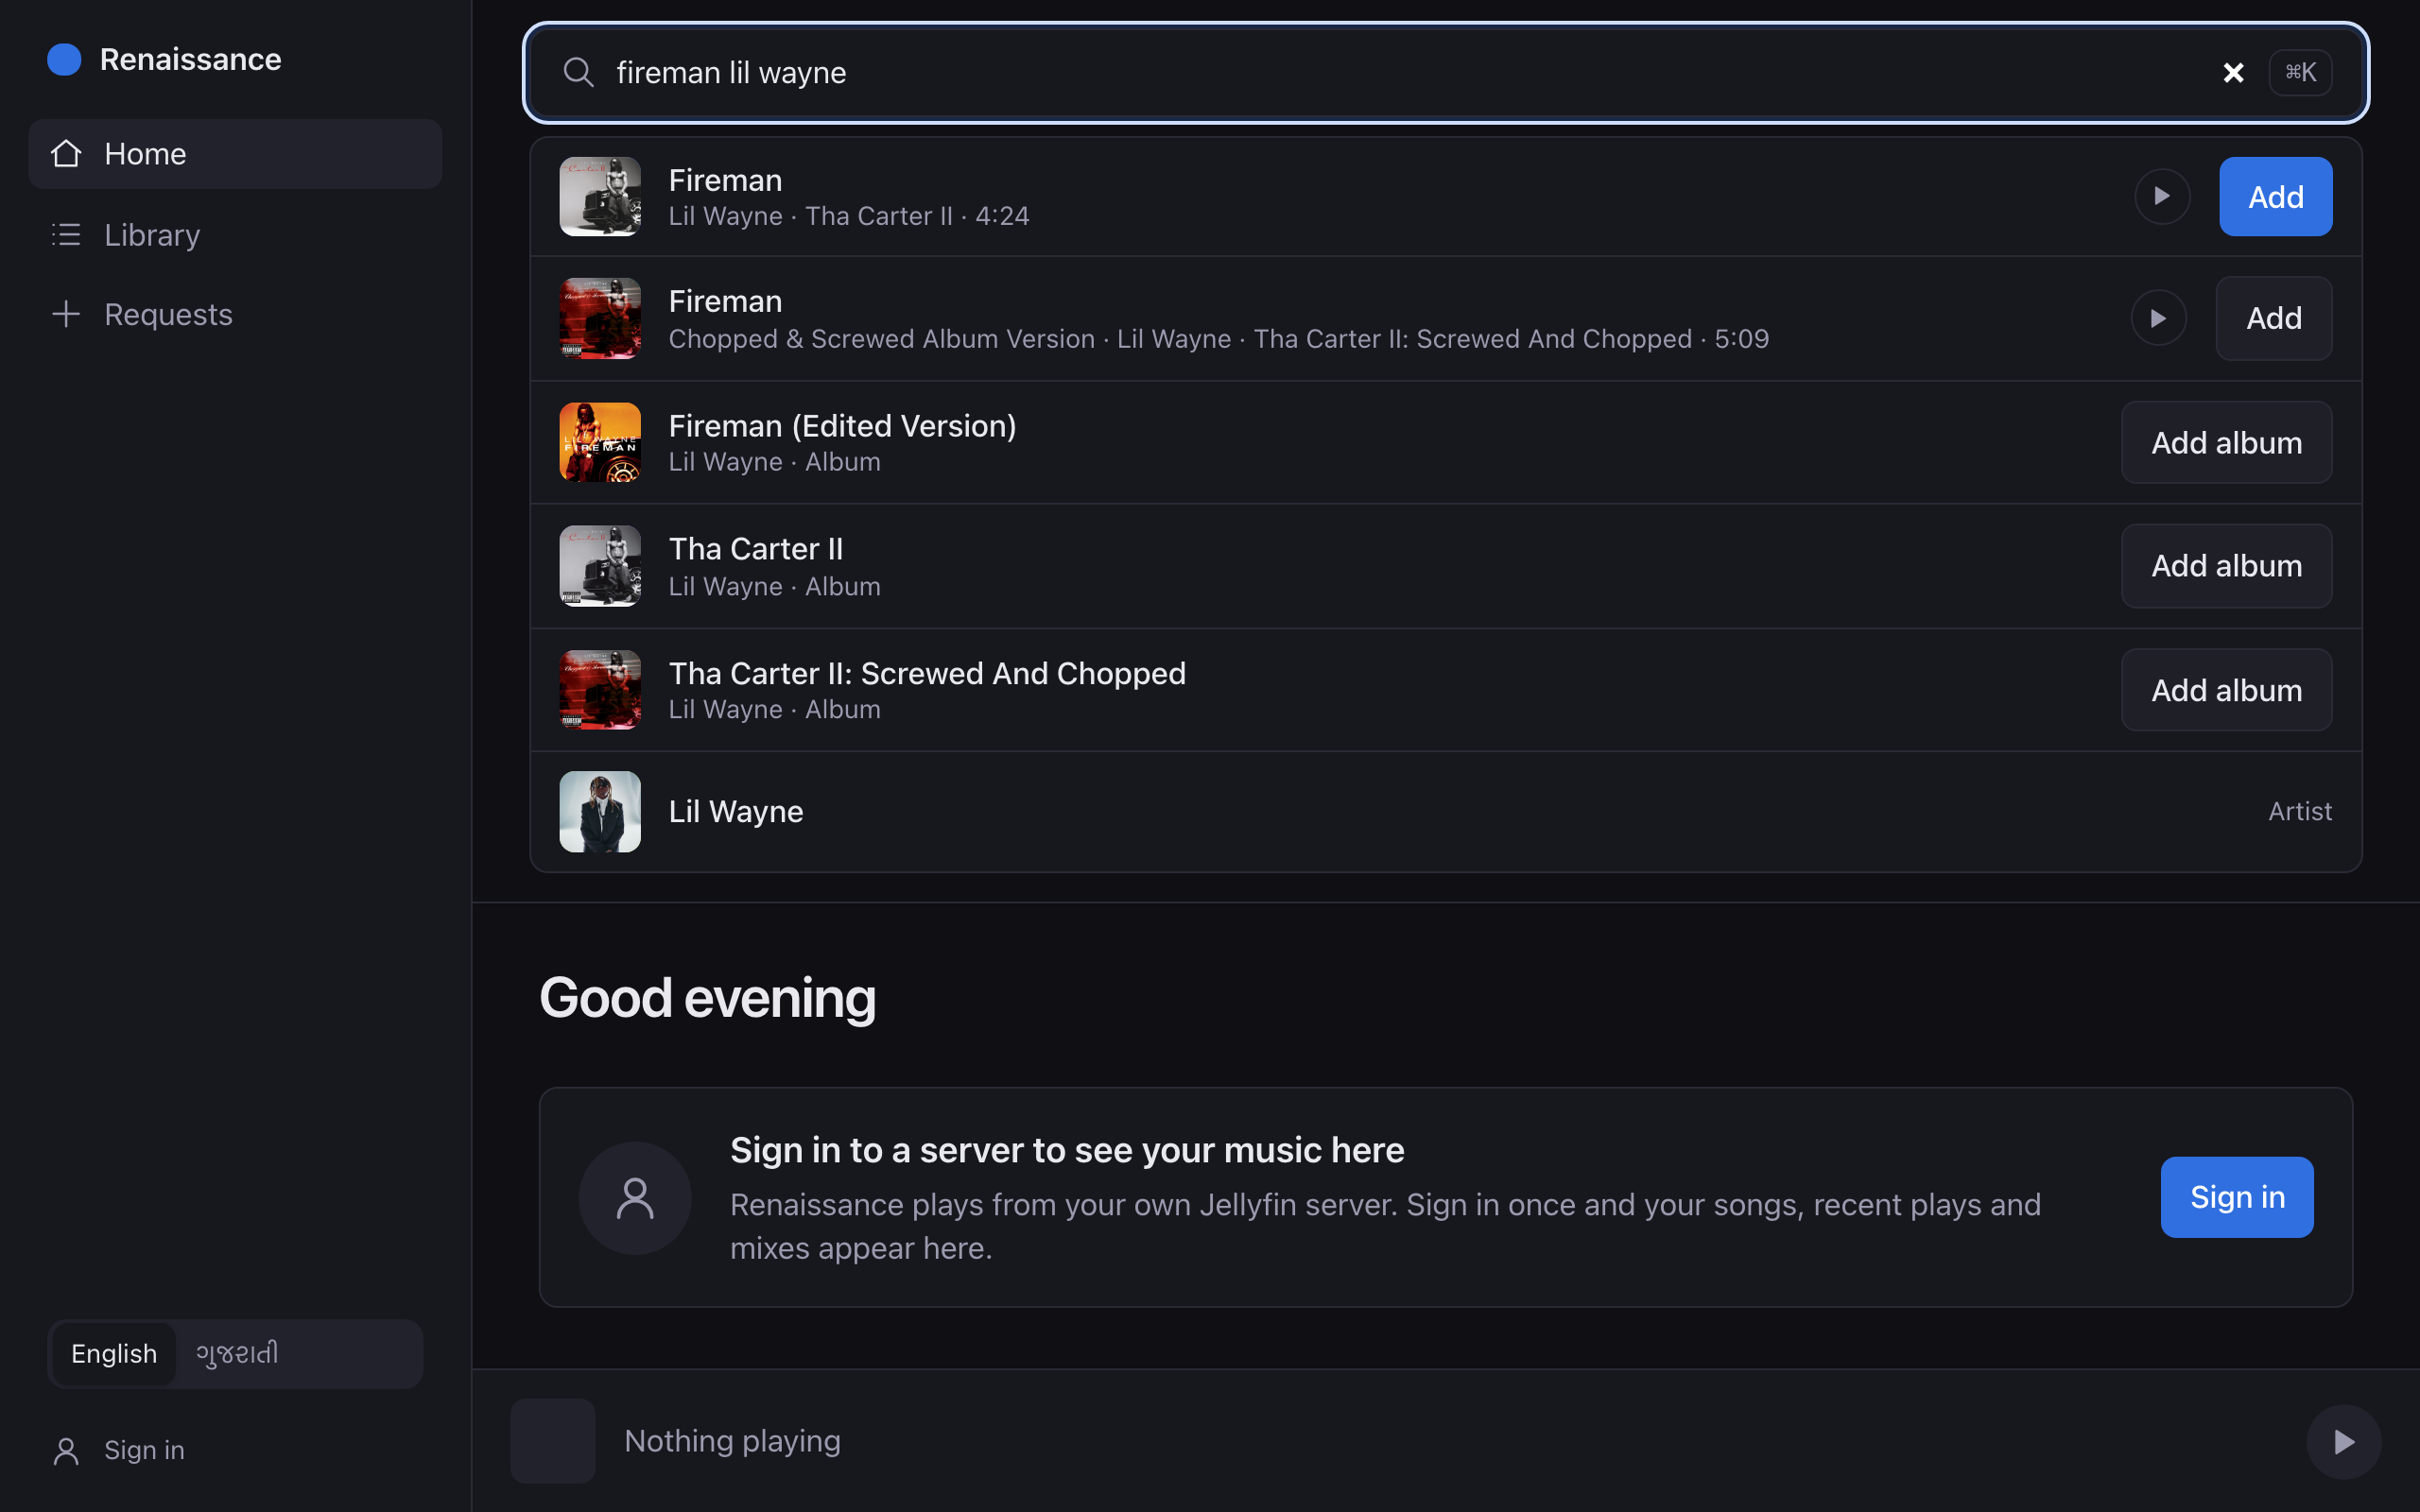 Renaissance
Home
Library
Requests
English
ગુજરાતી
Sign in
fireman lil wayne
⌘K
Fireman
Lil Wayne · Tha Carter II · 4:24
Add
Fireman
Chopped & Screwed Album Version · Lil Wayne · Tha Carter II: Screwed And Chopped · 5:09
Add
Fireman (Edited Version)
Lil Wayne · Album
Add album
LIL WAYNE
FIREMAN
Tha Carter II
Lil Wayne · Album
Add album
Tha Carter II: Screwed And Chopped
Lil Wayne · Album
Add album
Lil Wayne
Artist
Good evening
Sign in to a server to see your music here
Renaissance plays from your own Jellyfin server. Sign in once and your songs, recent plays and
mixes appear here.
Sign in
Nothing playing